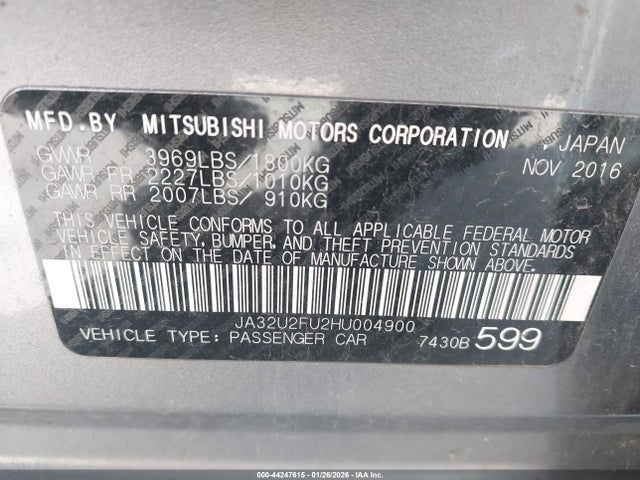 MFD.BY MITSUBISHI MOTORS CORPORATION JAPAN
GVWR 3969LBS/1800KG NOV 2016
GAWR FR 2227LBS/1010KG
GAWR RR 2007LBS/ 910KG
THIS VEHICLE CONFORMS TO ALL APPLICABLE FEDERAL MOTOR
VEHICLE SAFETY, BUMPER, AND THEFT PREVENTION STANDARDS
IN EFFECT ON THE DATE OF MANUFACTURE SHOWN ABOVE.
JA32U2FU2HU004900
VEHICLE TYPE: PASSENGER CAR 7430B 599
000-44247615 - 01/26/2026 - IAAI.COM